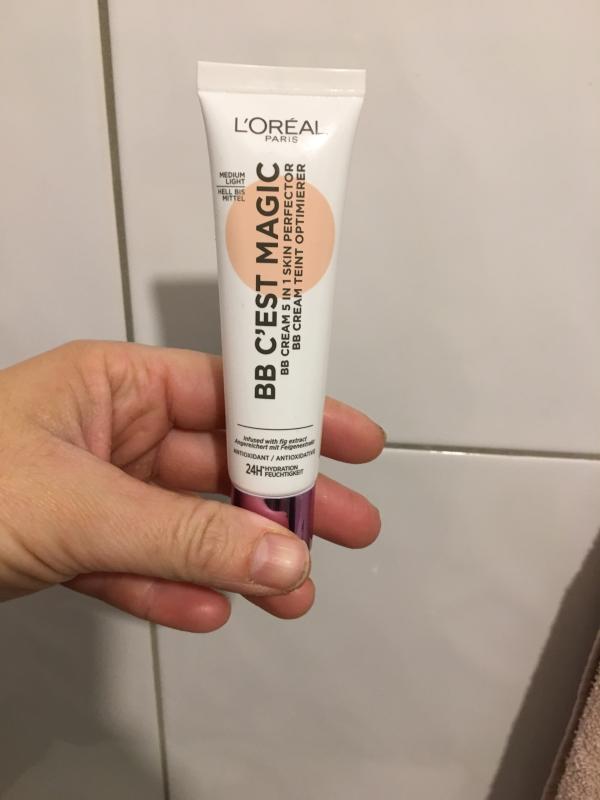 L'ORÉAL
PARIS
MEDIUM
LIGHT
HELL BIS
MITTEL
BB C'EST MAGIC
BB CREAM 5 IN 1 SKIN PERFECTOR
BB CREAM TEINT OPTIMIERER
Infused with fig extract
Angereichert mit Feigenextrakt
ANTIOXIDANT / ANTIOXIDATIV
24H*HYDRATION
FEUCHTIGKEIT